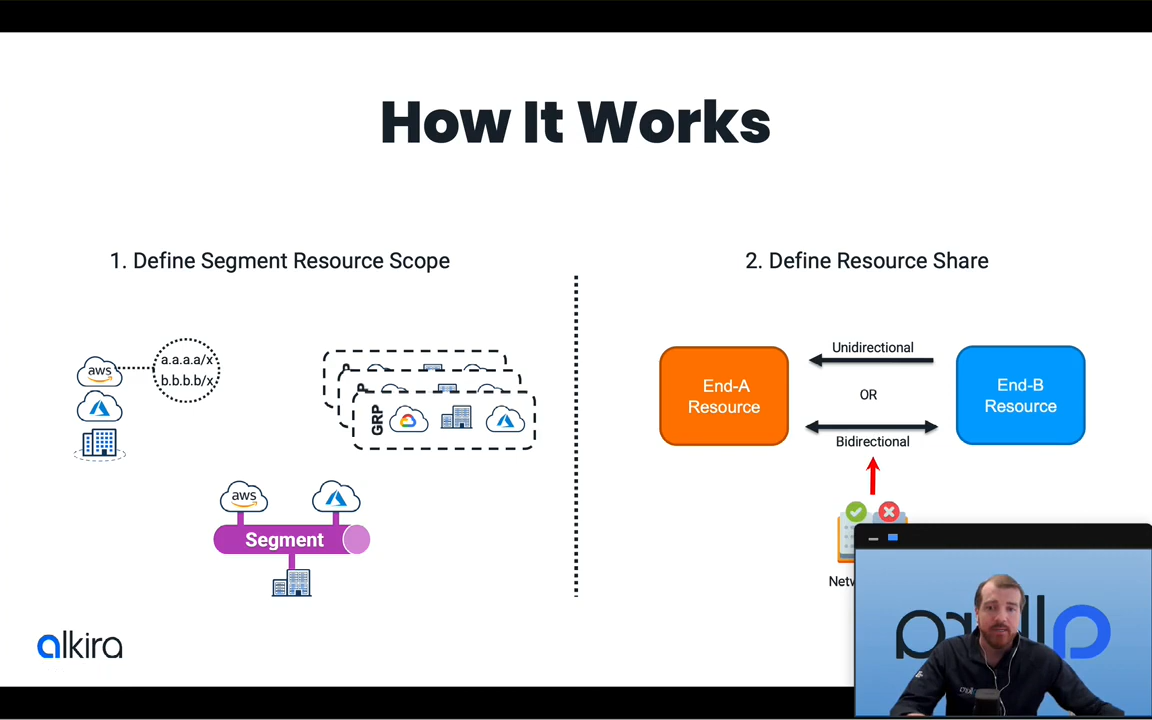 How It Works
1. Define Segment Resource Scope
2. Define Resource Share
aws
a.a.a.a/x
b.b.b.b/x
GRP
aws
Segment
alkira
Unidirectional
End-A
Resource
OR
End-B
Resource
Bidirectional